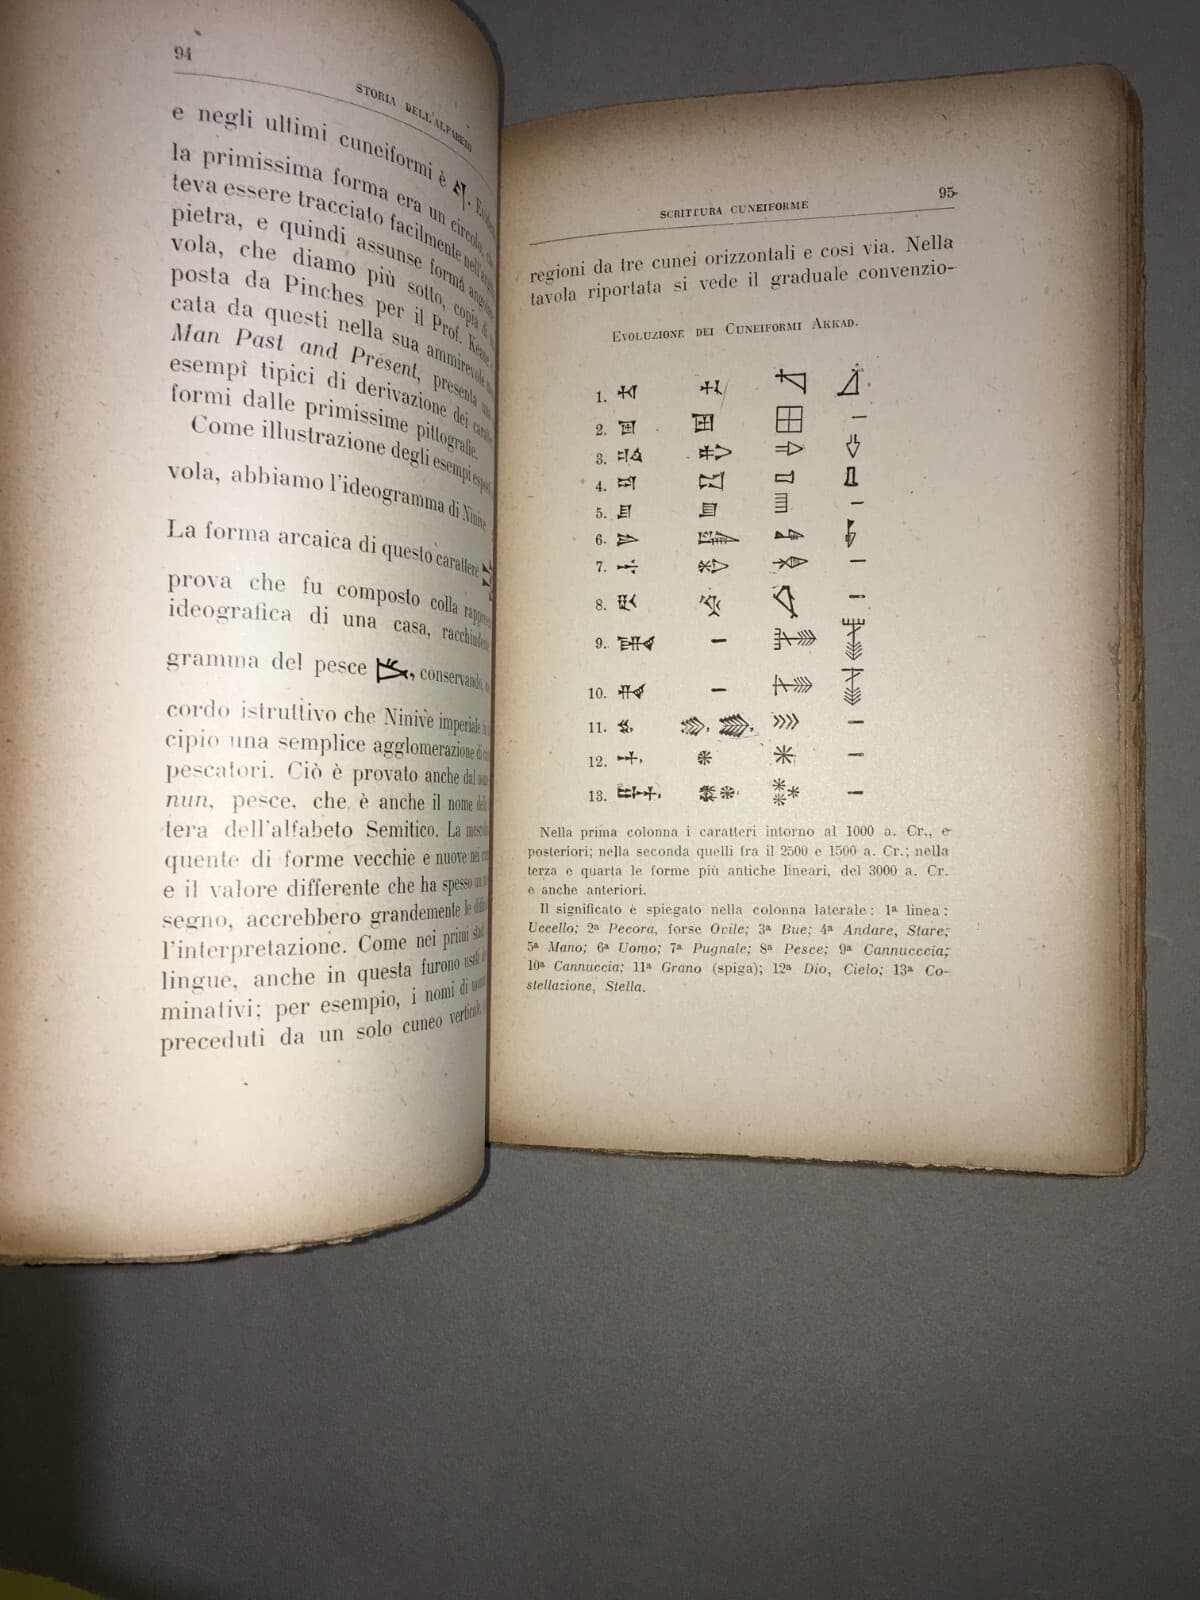 94
STORIA DELL'ALFABETO
e negli ultimi cuneiformi è
la primissima forma era un circolo, che
teva essere tracciato facilmente
pietra, e quindi assunse forma
vola, che diamo più sotto, copia di
posta da Pinches per il Prof. Keane
cata da questi nella sua ammirevole
Man Past and Present, presenta
esempî tipici di derivazione dei
formi dalle primissime pittografie.
Come illustrazione degli esempi
vola, abbiamo l'ideogramma di Ninive
La forma arcaica di questo carattere
prova che fu composto colla
ideografica di una casa,
gramma del pesce , conservando,
cordo istruttivo che Ninive imperiale
cipio una semplice agglomerazione di
pescatori. Ciò è provato anche dal
nun, pesce, che è anche il nome
tera dell'alfabeto Semitico. La
quente di forme vecchie e nuove nei
e il valore differente che ha spesso un
segno, accrebbero grandemente le
l'interpretazione. Come nei primi
lingue, anche in questa furono
minativi; per esempio, i nomi di
preceduti da un solo cuneo verticale,
SCRITTURA CUNEIFORME
95
regioni da tre cunei orizzontali e così via. Nella
tavola riportata si vede il graduale convenzio-
Evoluzione dei Cuneiformi Akkad.
1.
2. —
3.
4.
5. —
6.
7. —
8. —
9. —
10. —
11. —
12. —
13. —
Nella prima colonna i caratteri intorno al 1000 a. Cr., e
posteriori; nella seconda quelli fra il 2500 e 1500 a. Cr.; nella
terza e quarta le forme più antiche lineari, del 3000 a. Cr.
e anche anteriori.
Il significato è spiegato nella colonna laterale: 1ª linea:
Uccello; 2ª Pecora, forse Ovile; 3ª Bue; 4ª Andare, Stare;
5ª Mano; 6ª Uomo; 7ª Pugnale; 8ª Pesce; 9ª Cannucccia;
10ª Cannuccia; 11ª Grano (spiga); 12ª Dio, Cielo; 13ª Co-
stellazione, Stella.